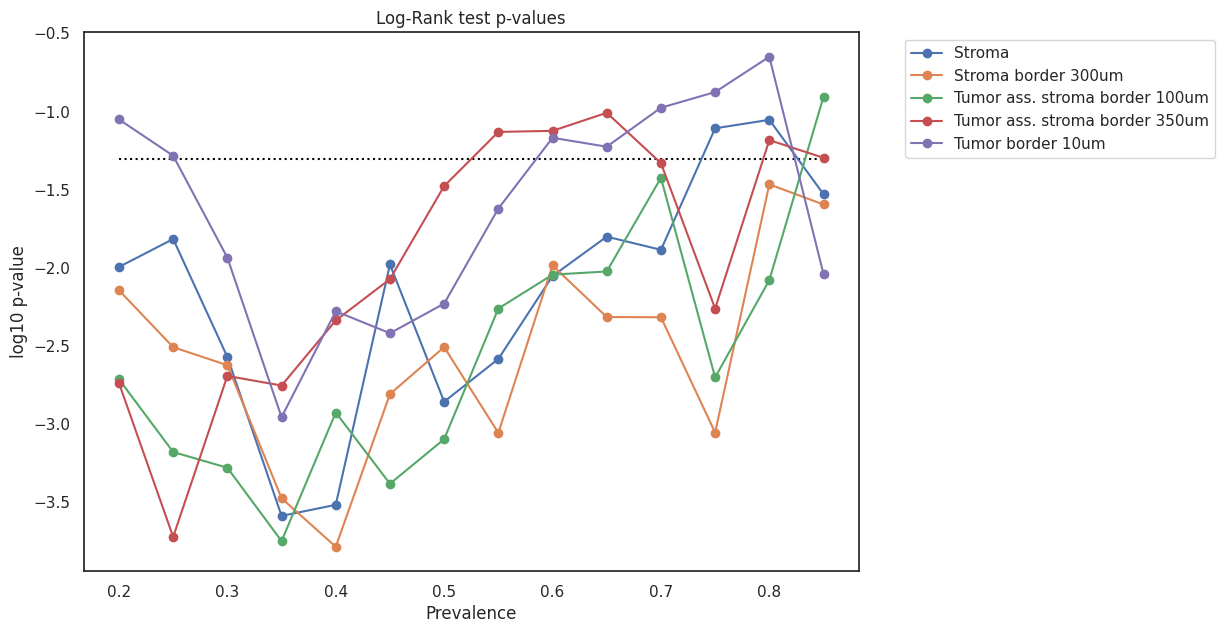 Log-Rank test p-values
−0.5
−1.0
−1.5
−2.0
−2.5
−3.0
−3.5
log10 p-value
0.2 0.3 0.4 0.5 0.6 0.7 0.8
Prevalence
Stroma
Stroma border 300um
Tumor ass. stroma border 100um
Tumor ass. stroma border 350um
Tumor border 10um